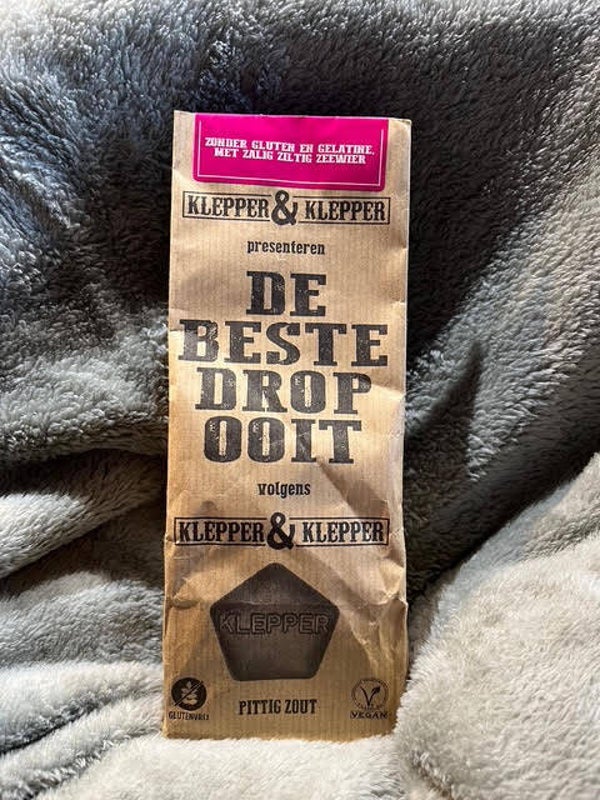 ZONDER GLUTEN EN GELATINE,
MET ZALIG ZILTIG ZEEWIER
KLEPPER & KLEPPER
presenteren
DE
BESTE
DROP
OOIT
volgens
KLEPPER & KLEPPER
KLEPPER
PITTIG ZOUT
GLUTENVRIJ
VEGAN